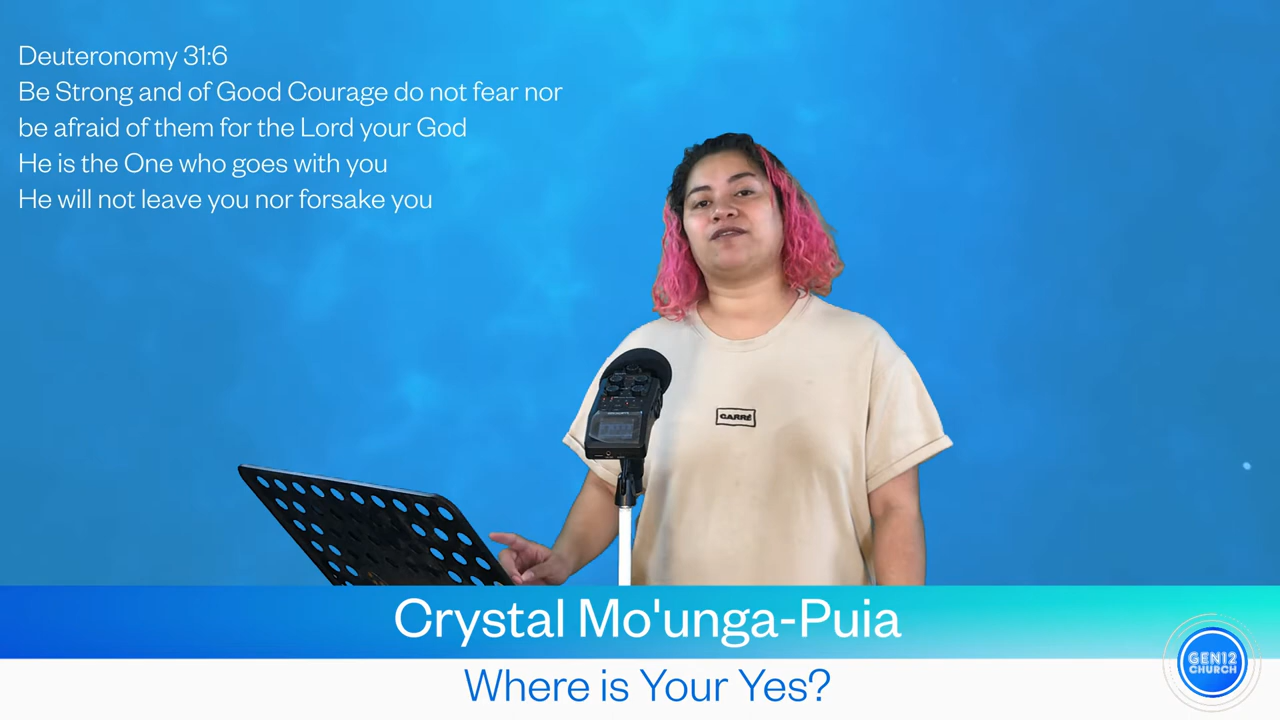 Deuteronomy 31:6
Be Strong and of Good Courage do not fear nor
be afraid of them for the Lord your God
He is the One who goes with you
He will not leave you nor forsake you
CARRÉ
Crystal Mo'unga-Puia
GEN12
CHURCH
Where is Your Yes?